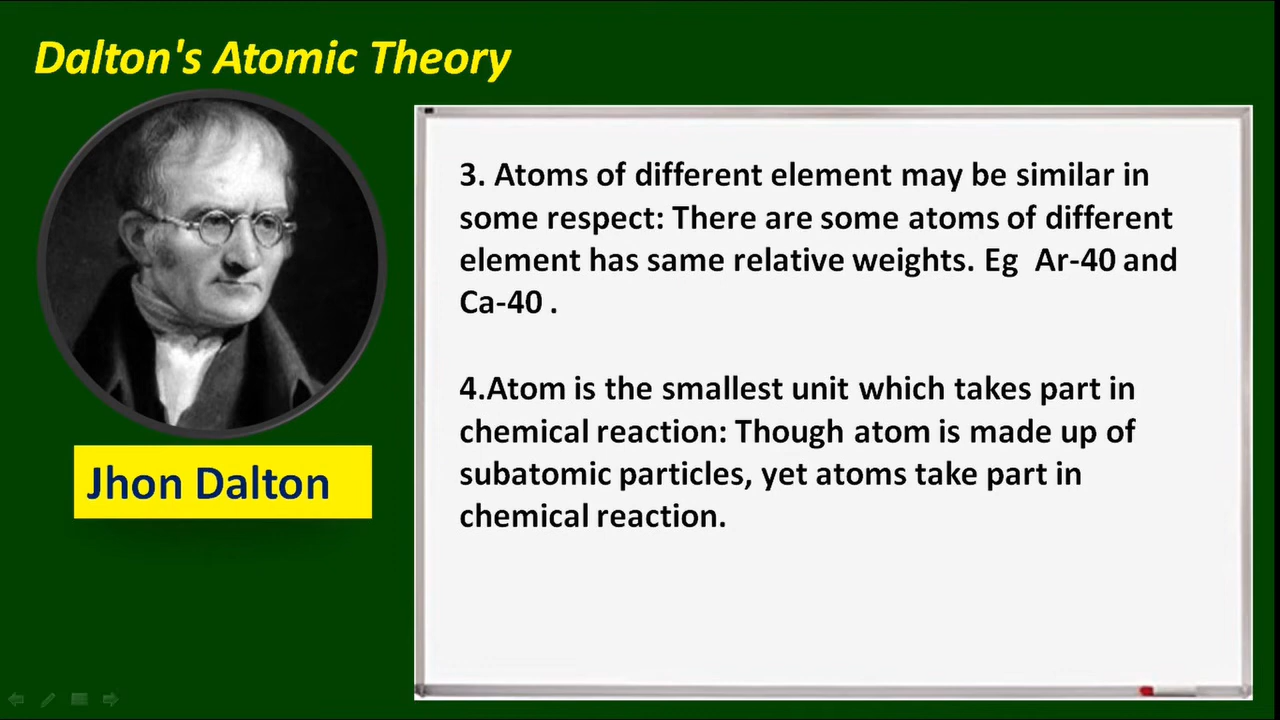 Dalton's Atomic Theory
Jhon Dalton
3. Atoms of different element may be similar in
some respect: There are some atoms of different
element has same relative weights. Eg  Ar-40 and
Ca-40 .
4.Atom is the smallest unit which takes part in
chemical reaction: Though atom is made up of
subatomic particles, yet atoms take part in
chemical reaction.